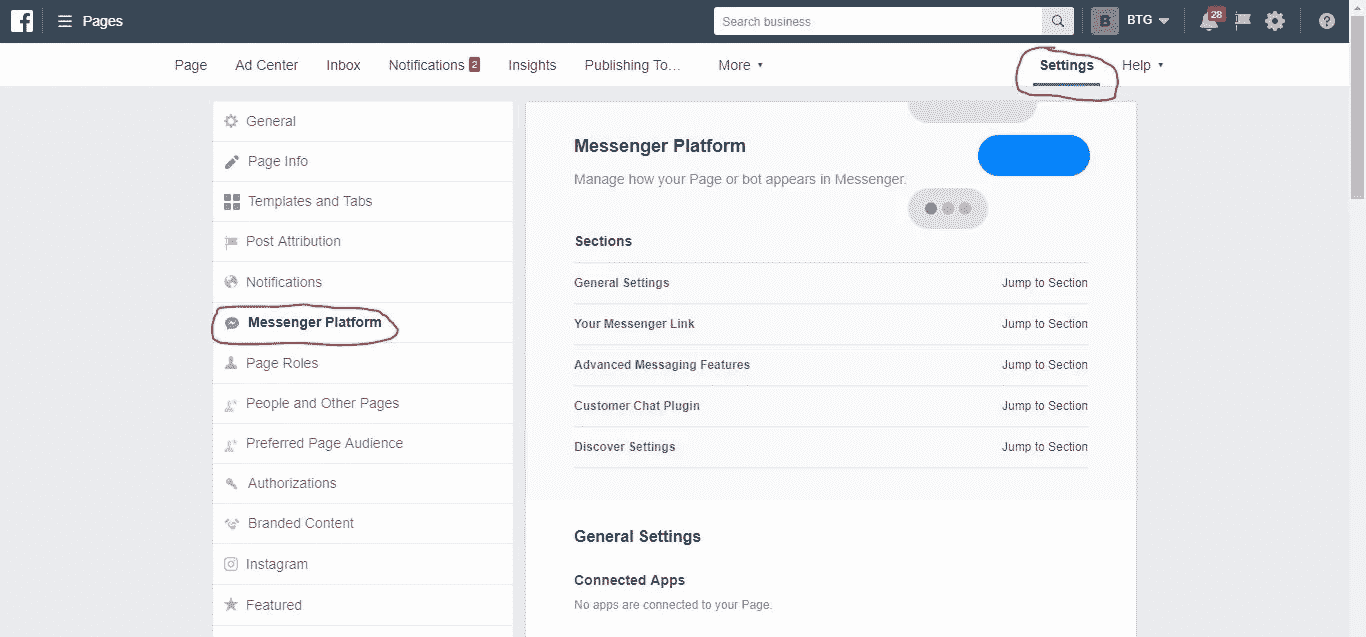 f Pages Search business B BTG 28 ?
Page Ad Center Inbox Notifications 2 Insights Publishing To... More Settings Help
General
Page Info
Templates and Tabs
Post Attribution
Notifications
Messenger Platform
Page Roles
People and Other Pages
Preferred Page Audience
Authorizations
Branded Content
Instagram
Featured
Messenger Platform
Manage how your Page or bot appears in Messenger.
Sections
General Settings Jump to Section
Your Messenger Link Jump to Section
Advanced Messaging Features Jump to Section
Customer Chat Plugin Jump to Section
Discover Settings Jump to Section
General Settings
Connected Apps
No apps are connected to your Page.